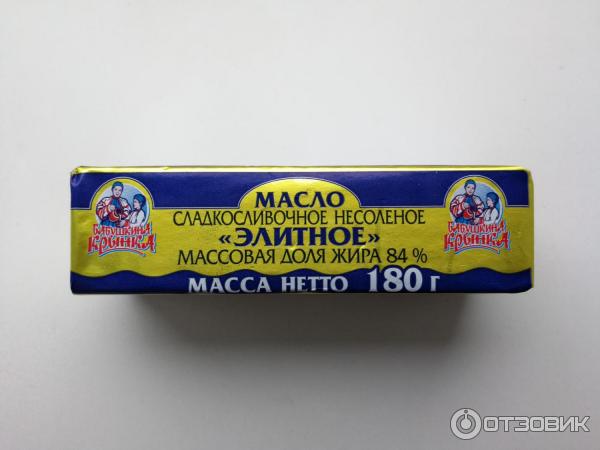 МАСЛО
СЛАДКОСЛИВОЧНОЕ НЕСОЛЕНОЕ
«ЭЛИТНОЕ»
МАССОВАЯ ДОЛЯ ЖИРА 84 %
МАССА НЕТТО 180 г
БАБУШКИНА
КРЫНКА
БАБУШКИНА
КРЫНКА
ОТЗОВИК